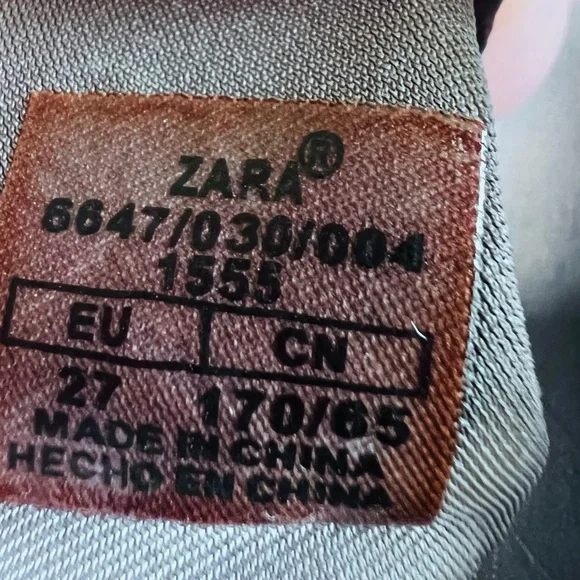 ZARA®
6647/030/004
1555
EU CN
27 170/65
MADE IN CHINA
HECHO EN CHINA